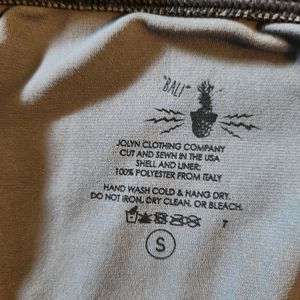 "BALI"
JOLYN CLOTHING COMPANY
CUT AND SEWN IN THE USA
SHELL AND LINER:
100% POLYESTER FROM ITALY
HAND WASH COLD & HANG DRY.
DO NOT IRON, DRY CLEAN, OR BLEACH.
7
S